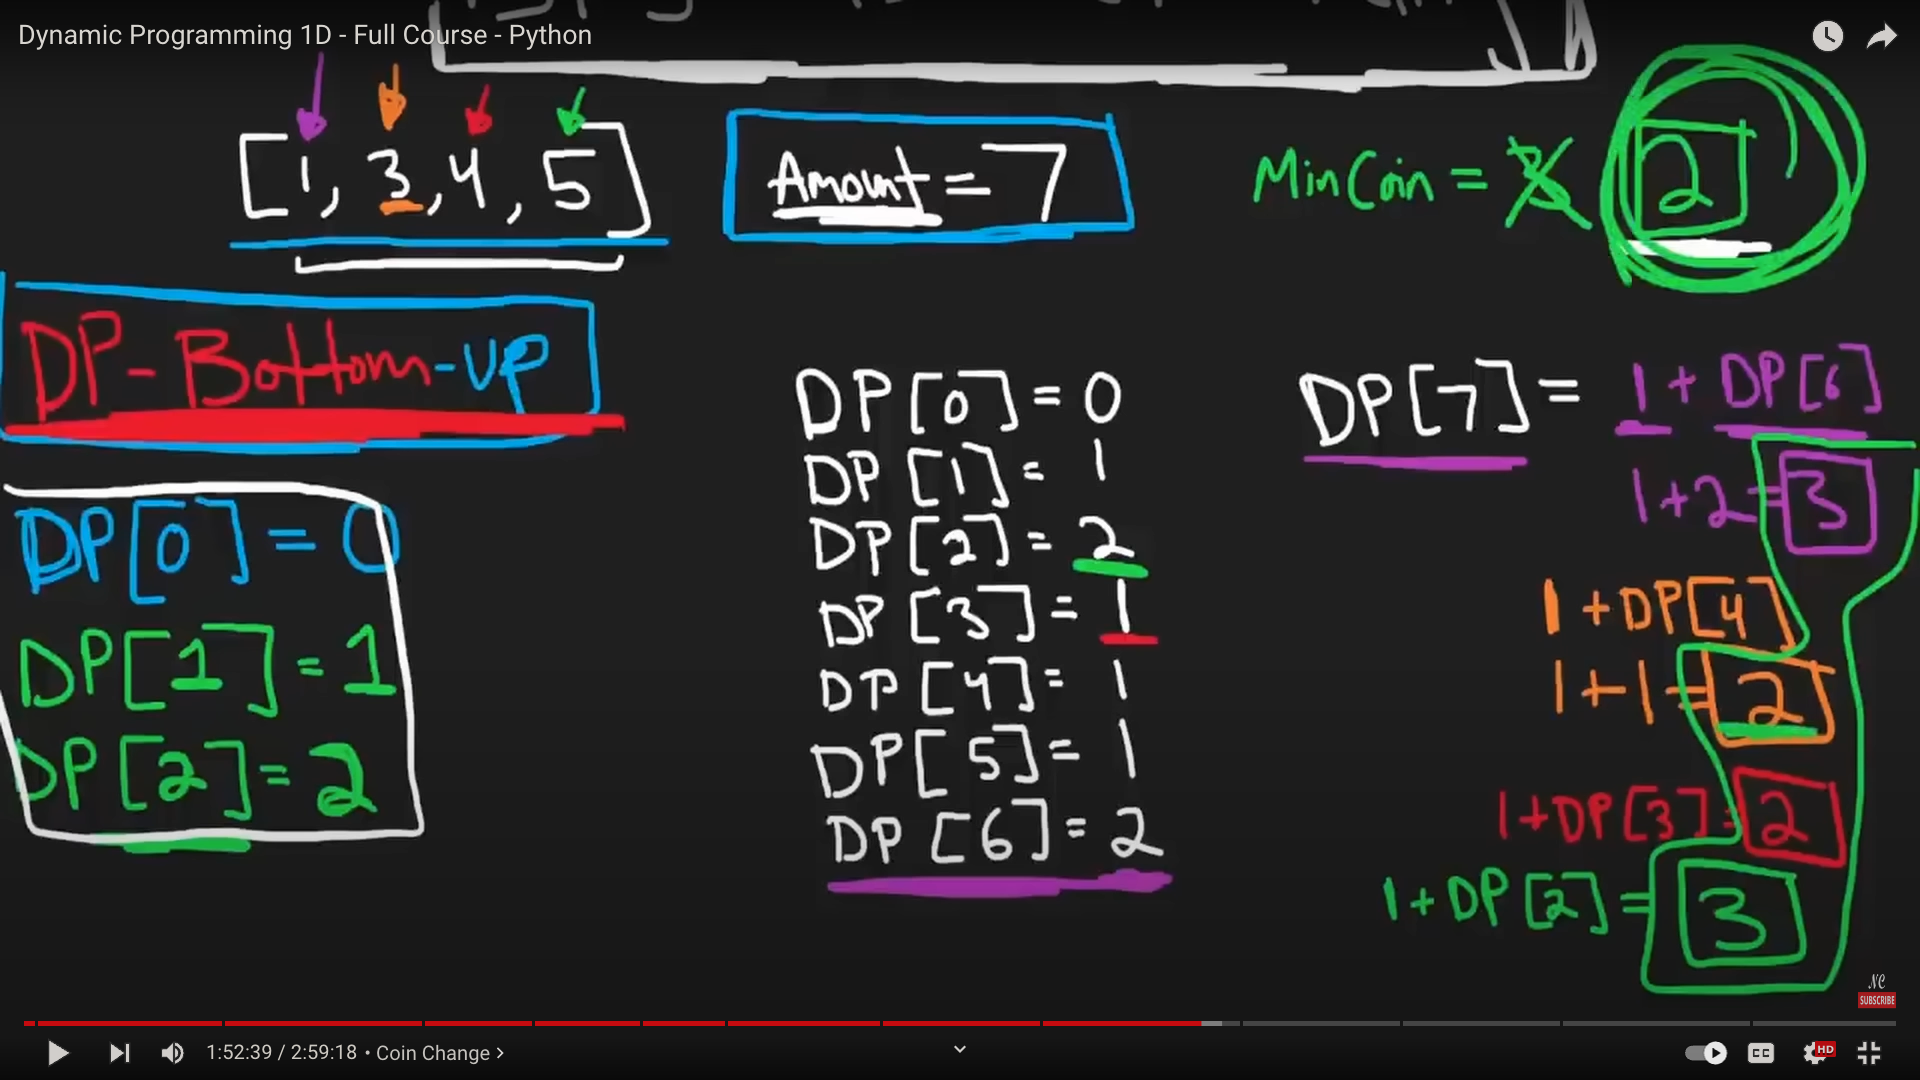 Dynamic Programming 1D - Full Course - Python
[1, 3, 4, 5]
Amount = 7
MinCoin = 3 2
DP-Bottom-UP
DP[0] = 0
DP[1] = 1
DP[2] = 2
DP[0] = 0
DP[1] = 1
DP[2] = 2
DP[3] = 1
DP[4] = 1
DP[5] = 1
DP[6] = 2
DP[7] = 1 + DP[6]
1+2=3
1+DP[4]
1+1=2
1+DP[3]=2
1+DP[2]=3
NC
SUBSCRIBE
1:52:39 / 2:59:18 • Coin Change >
CC
HD